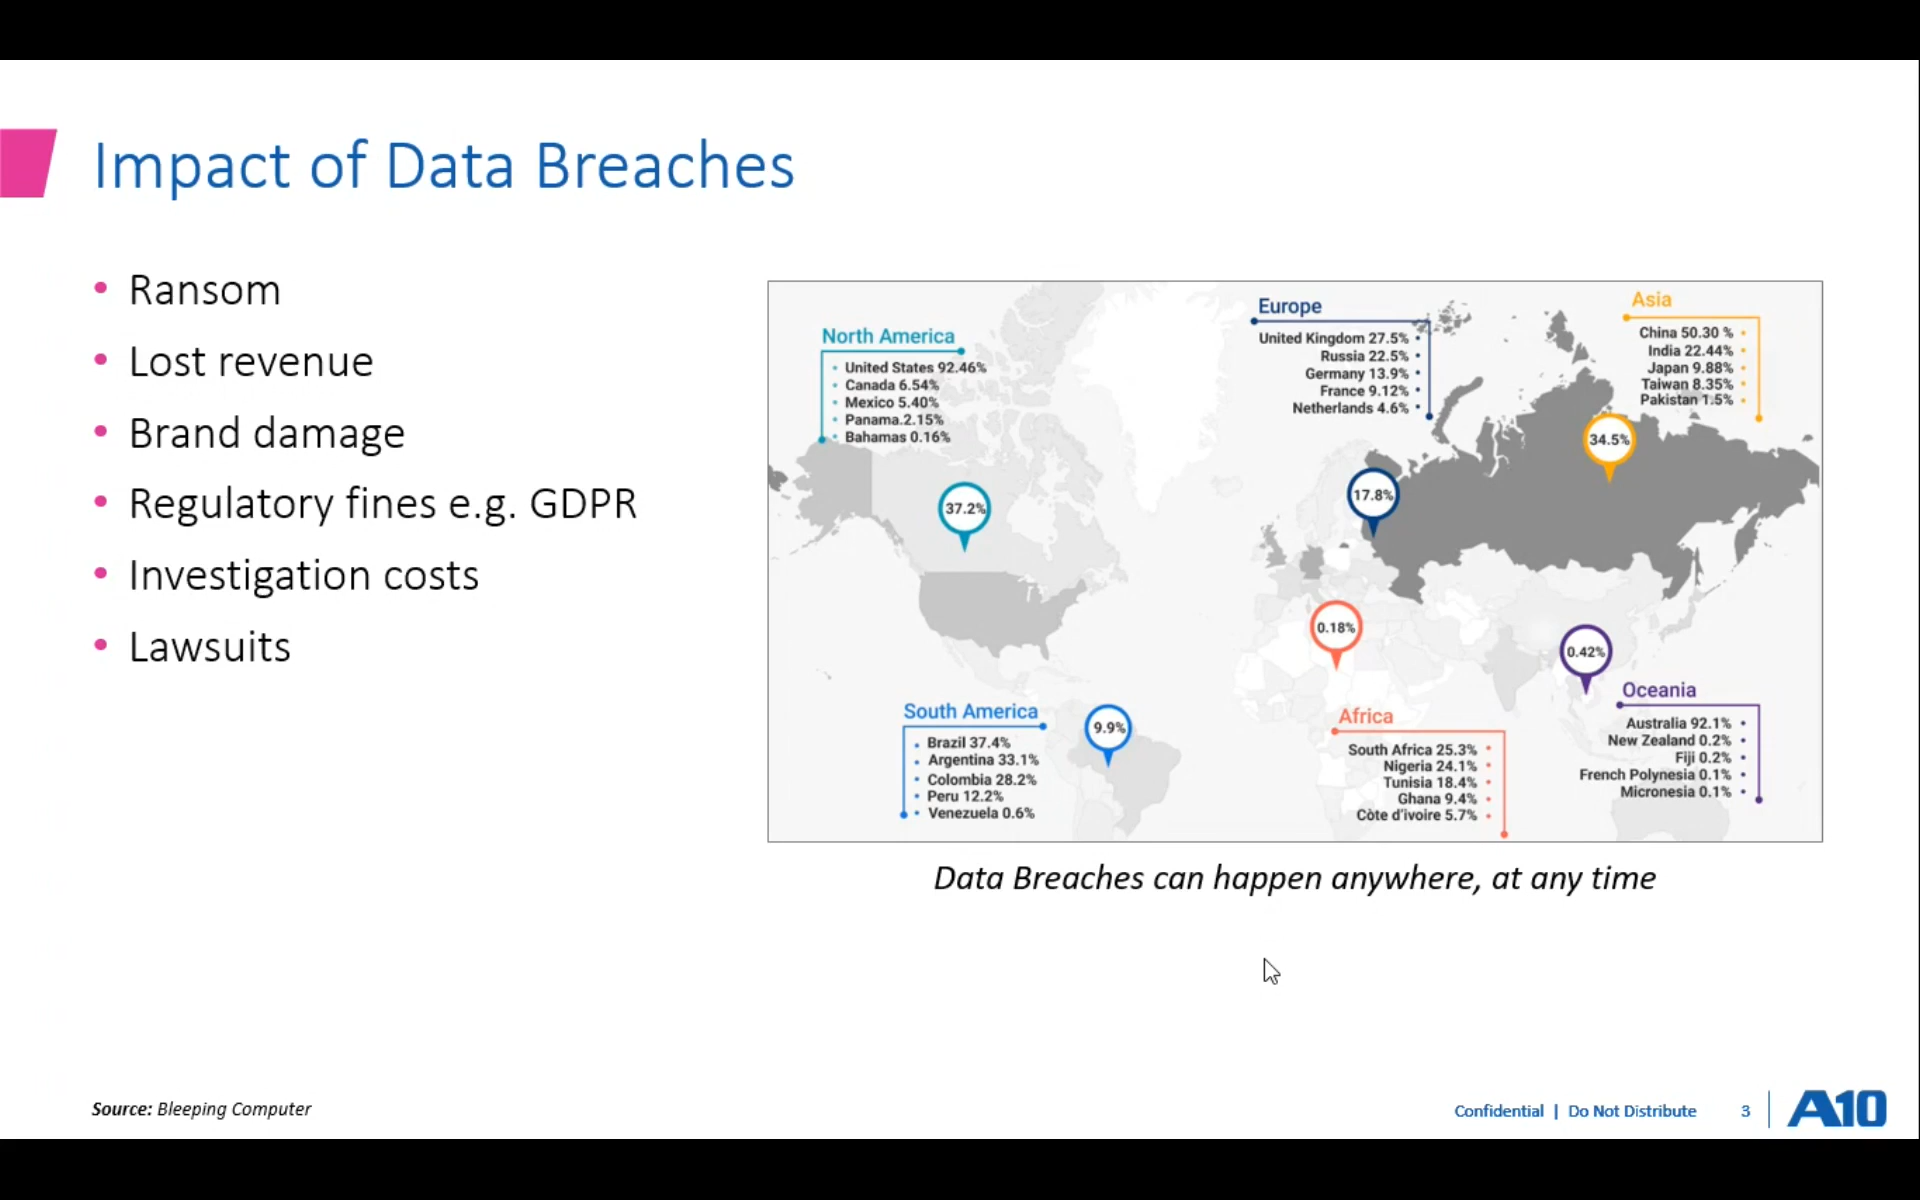 Impact of Data Breaches
• Ransom
• Lost revenue
• Brand damage
• Regulatory fines e.g. GDPR
• Investigation costs
• Lawsuits
North America
• United States 92.46%
• Canada 6.54%
• Mexico 5.40%
• Panama.2.15%
• Bahamas 0.16%
37.2%
Europe
United Kingdom 27.5% •
Russia 22.5% •
Germany 13.9% •
France 9.12% •
Netherlands 4.6% •
17.8%
Asia
China 50.30 % •
India 22.44% •
Japan 9.88% •
Taiwan 8.35% •
Pakistan 1.5% •
34.5%
South America
• Brazil 37.4%
• Argentina 33.1%
• Colombia 28.2%
• Peru 12.2%
• Venezuela 0.6%
9.9%
0.18%
Africa
South Africa 25.3% •
Nigeria 24.1% •
Tunisia 18.4% •
Ghana 9.4% •
Còte d'ivoire 5.7% •
0.42%
Oceania
Australia 92.1% •
New Zealand 0.2% •
Fiji 0.2% •
French Polynesia 0.1% •
Micronesia 0.1% •
Data Breaches can happen anywhere, at any time
Source: Bleeping Computer
Confidential | Do Not Distribute 3
A10